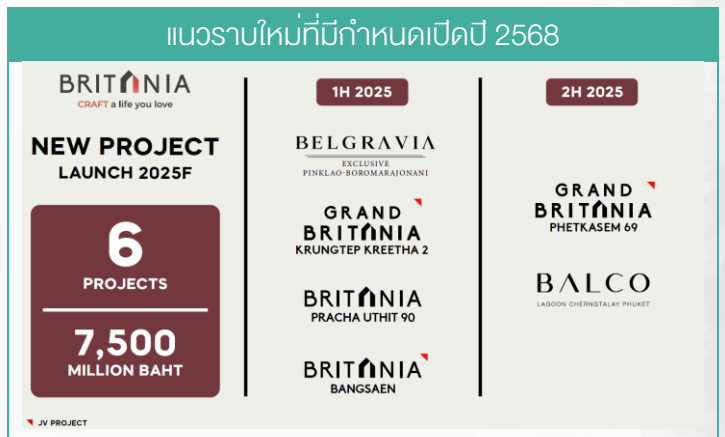 แนวราบใหม่ที่มีกำหนดเปิดปี 2568
BRITANIA
CRAFT a life you love
NEW PROJECT
LAUNCH 2025F
6
PROJECTS
7,500
MILLION BAHT
JV PROJECT
1H 2025
BELGRAVIA
EXCLUSIVE
PINKLAO-BOROMARAJONANI
GRAND
BRITANIA
KRUNGTEP KREETHA 2
BRITANIA
PRACHA UTHIT 90
BRITANIA
BANGSAEN
2H 2025
GRAND
BRITANIA
PHETKASEM 69
BALCO
LAGOON CHERNGTALAY PHUKET